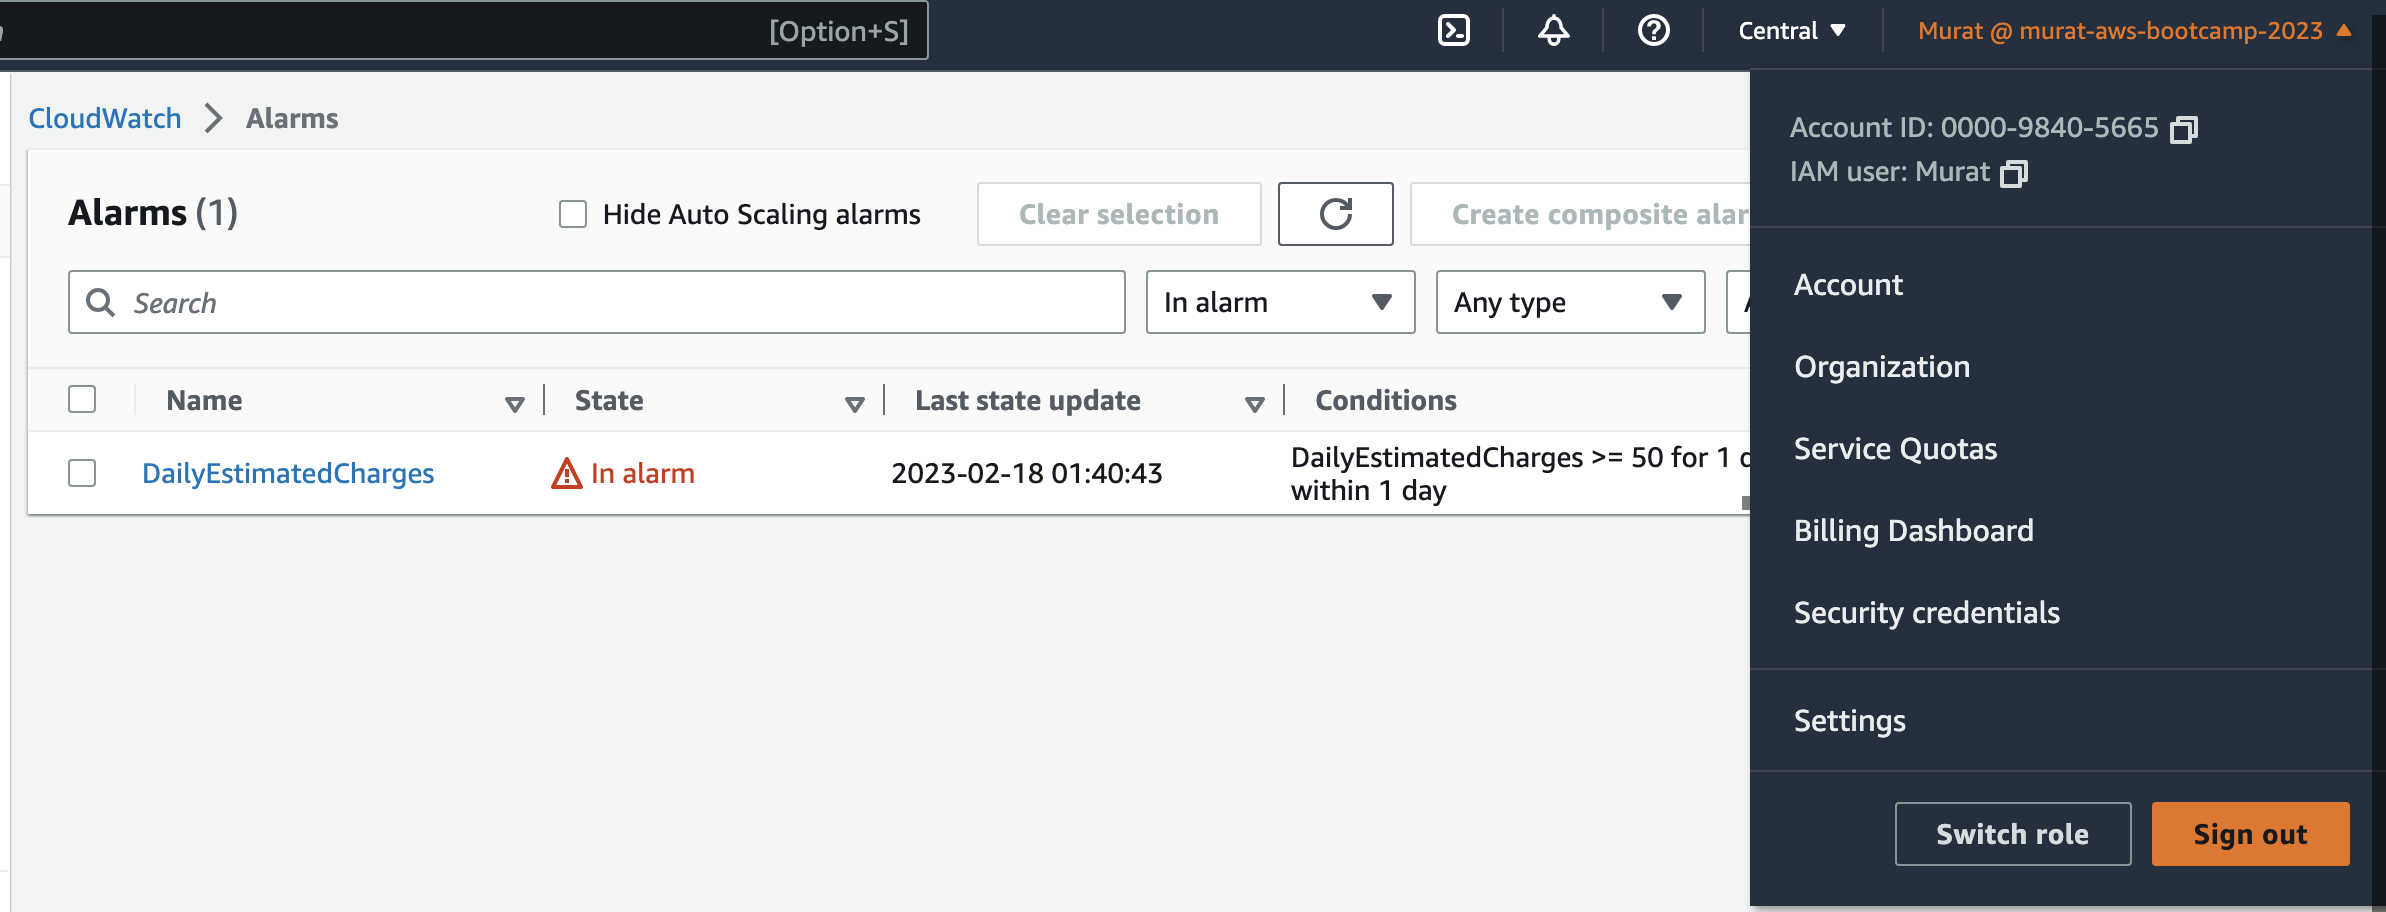 [Option+S]
Central
Murat @ murat-aws-bootcamp-2023
CloudWatch
Alarms
Account ID: 0000-9840-5665
IAM user: Murat
Alarms (1)
Hide Auto Scaling alarms
Clear selection
Create composite alar
Search
In alarm
Any type
Name
State
Last state update
Conditions
DailyEstimatedCharges
In alarm
2023-02-18 01:40:43
DailyEstimatedCharges >= 50 for 1 d
within 1 day
Account
Organization
Service Quotas
Billing Dashboard
Security credentials
Settings
Switch role
Sign out